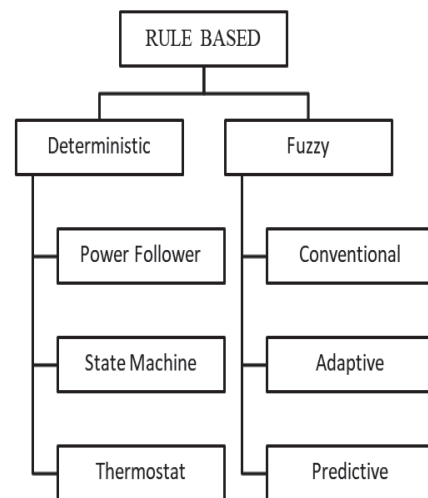 RULE BASED
Deterministic
Fuzzy
Power Follower
Conventional
State Machine
Adaptive
Thermostat
Predictive